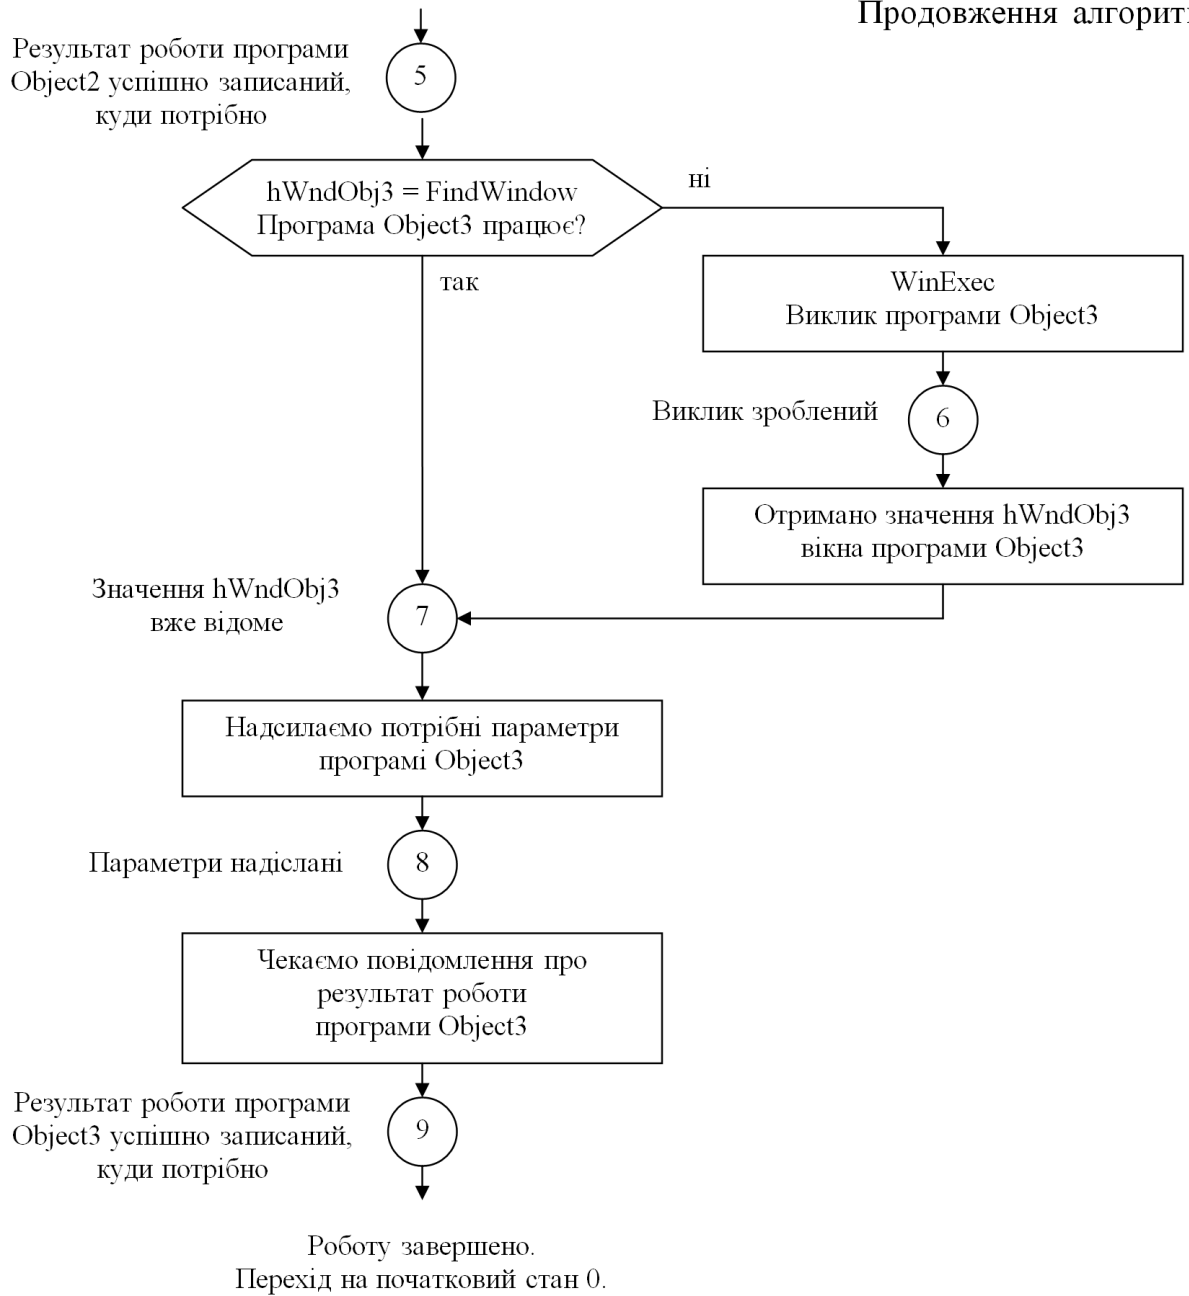 Продовження алгорит
Результат роботи програми
Object2 успішно записаний,
куди потрібно
5
hWndObj3 = FindWindow
Програма Object3 працює?
ні
так
WinExec
Виклик програми Object3
Виклик зроблений
6
Отримано значення hWndObj3
вікна програми Object3
Значення hWndObj3
вже відоме
7
Надсилаємо потрібні параметри
програмі Object3
Параметри надіслані
8
Чекаємо повідомлення про
результат роботи
програми Object3
Результат роботи програми
Object3 успішно записаний,
куди потрібно
9
Роботу завершено.
Перехід на початковий стан 0.